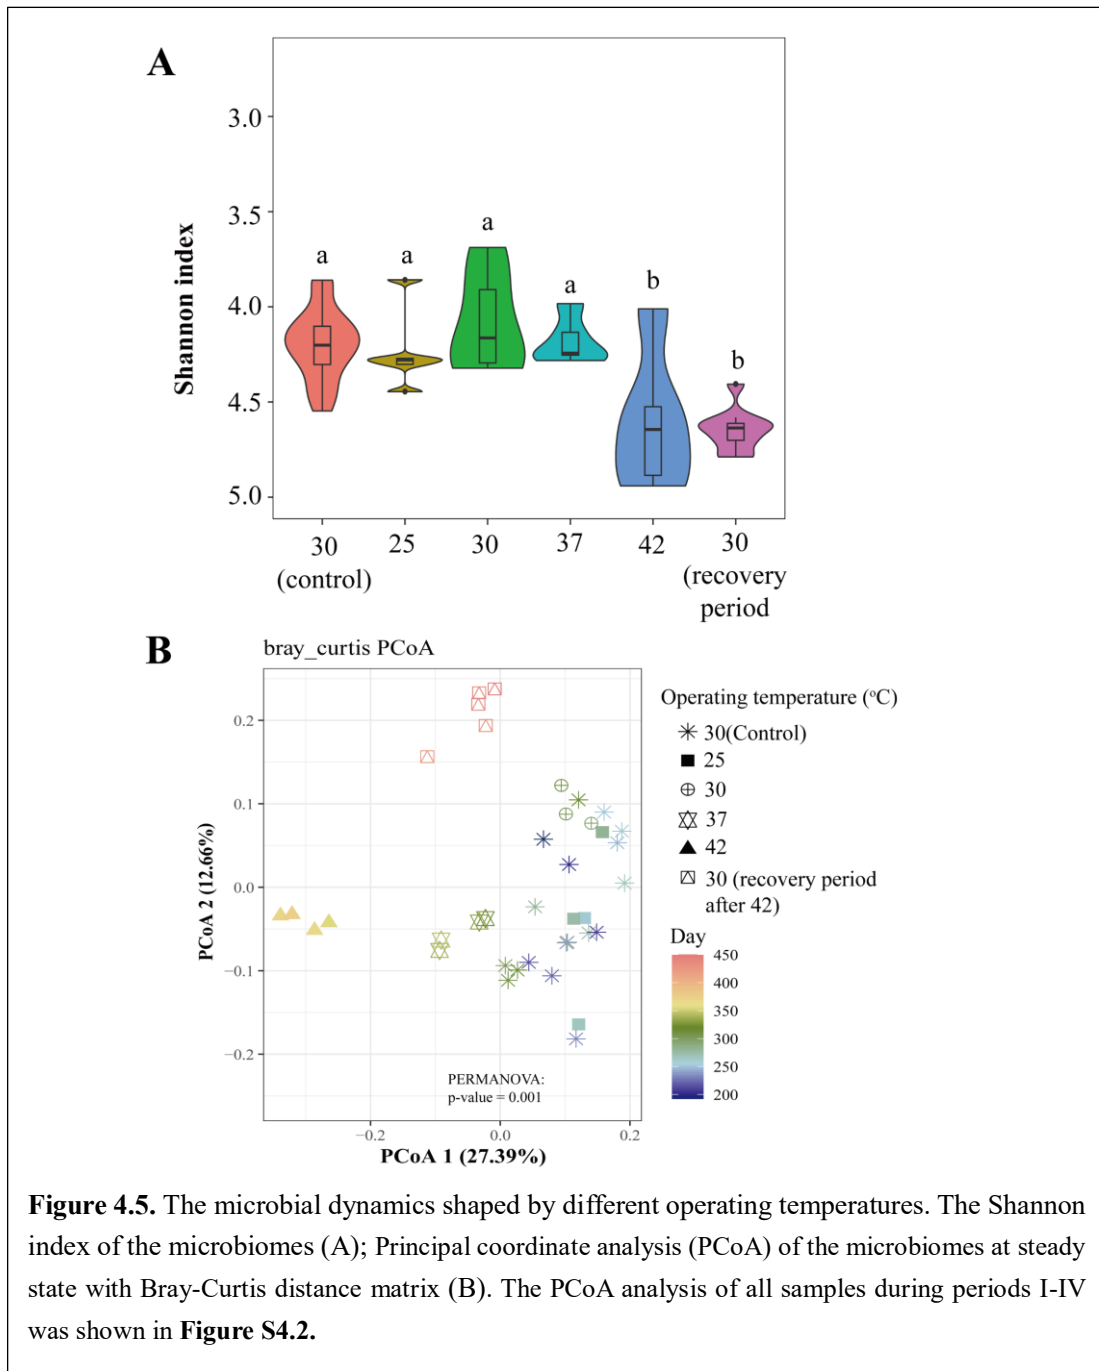 A
Shannon index
3.0
3.5
4.0
4.5
5.0
a
a
a
a
b
b
30
(control)
25
30
37
42
30
(recovery
period
B
bray_curtis PCoA
PCoA 2 (12.66%)
0.2
0.1
0.0
−0.1
−0.2
PERMANOVA:
p-value = 0.001
−0.2
0.0
0.2
PCoA 1 (27.39%)
Operating temperature (°C)
30(Control)
25
30
37
42
30 (recovery period
after 42)
Day
450
400
350
300
250
200
Figure 4.5. The microbial dynamics shaped by different operating temperatures. The Shannon
index of the microbiomes (A); Principal coordinate analysis (PCoA) of the microbiomes at steady
state with Bray-Curtis distance matrix (B). The PCoA analysis of all samples during periods I-IV
was shown in Figure S4.2.